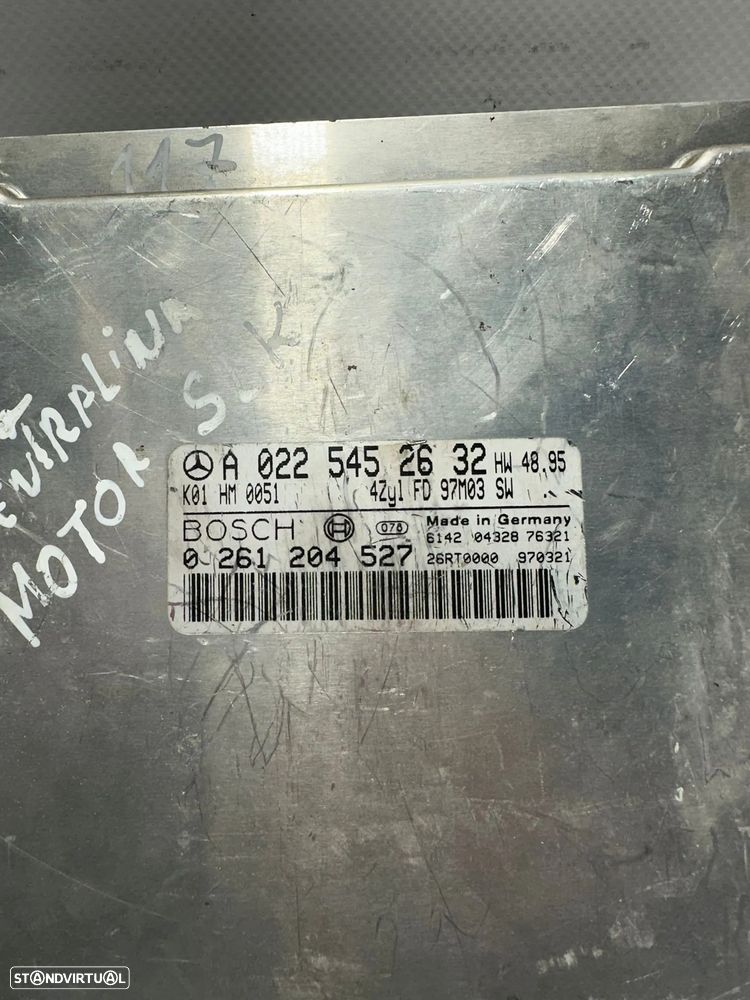 117
MOTOR S.K
A 022 545 26 32 HW 48.95
K01 HM 0051 4Zyl FD 97M03 SW ..
BOSCH 078 Made in Germany
6142 04328 76321
0 261 204 527 26RT0000 970321
STANDVIRTUAL